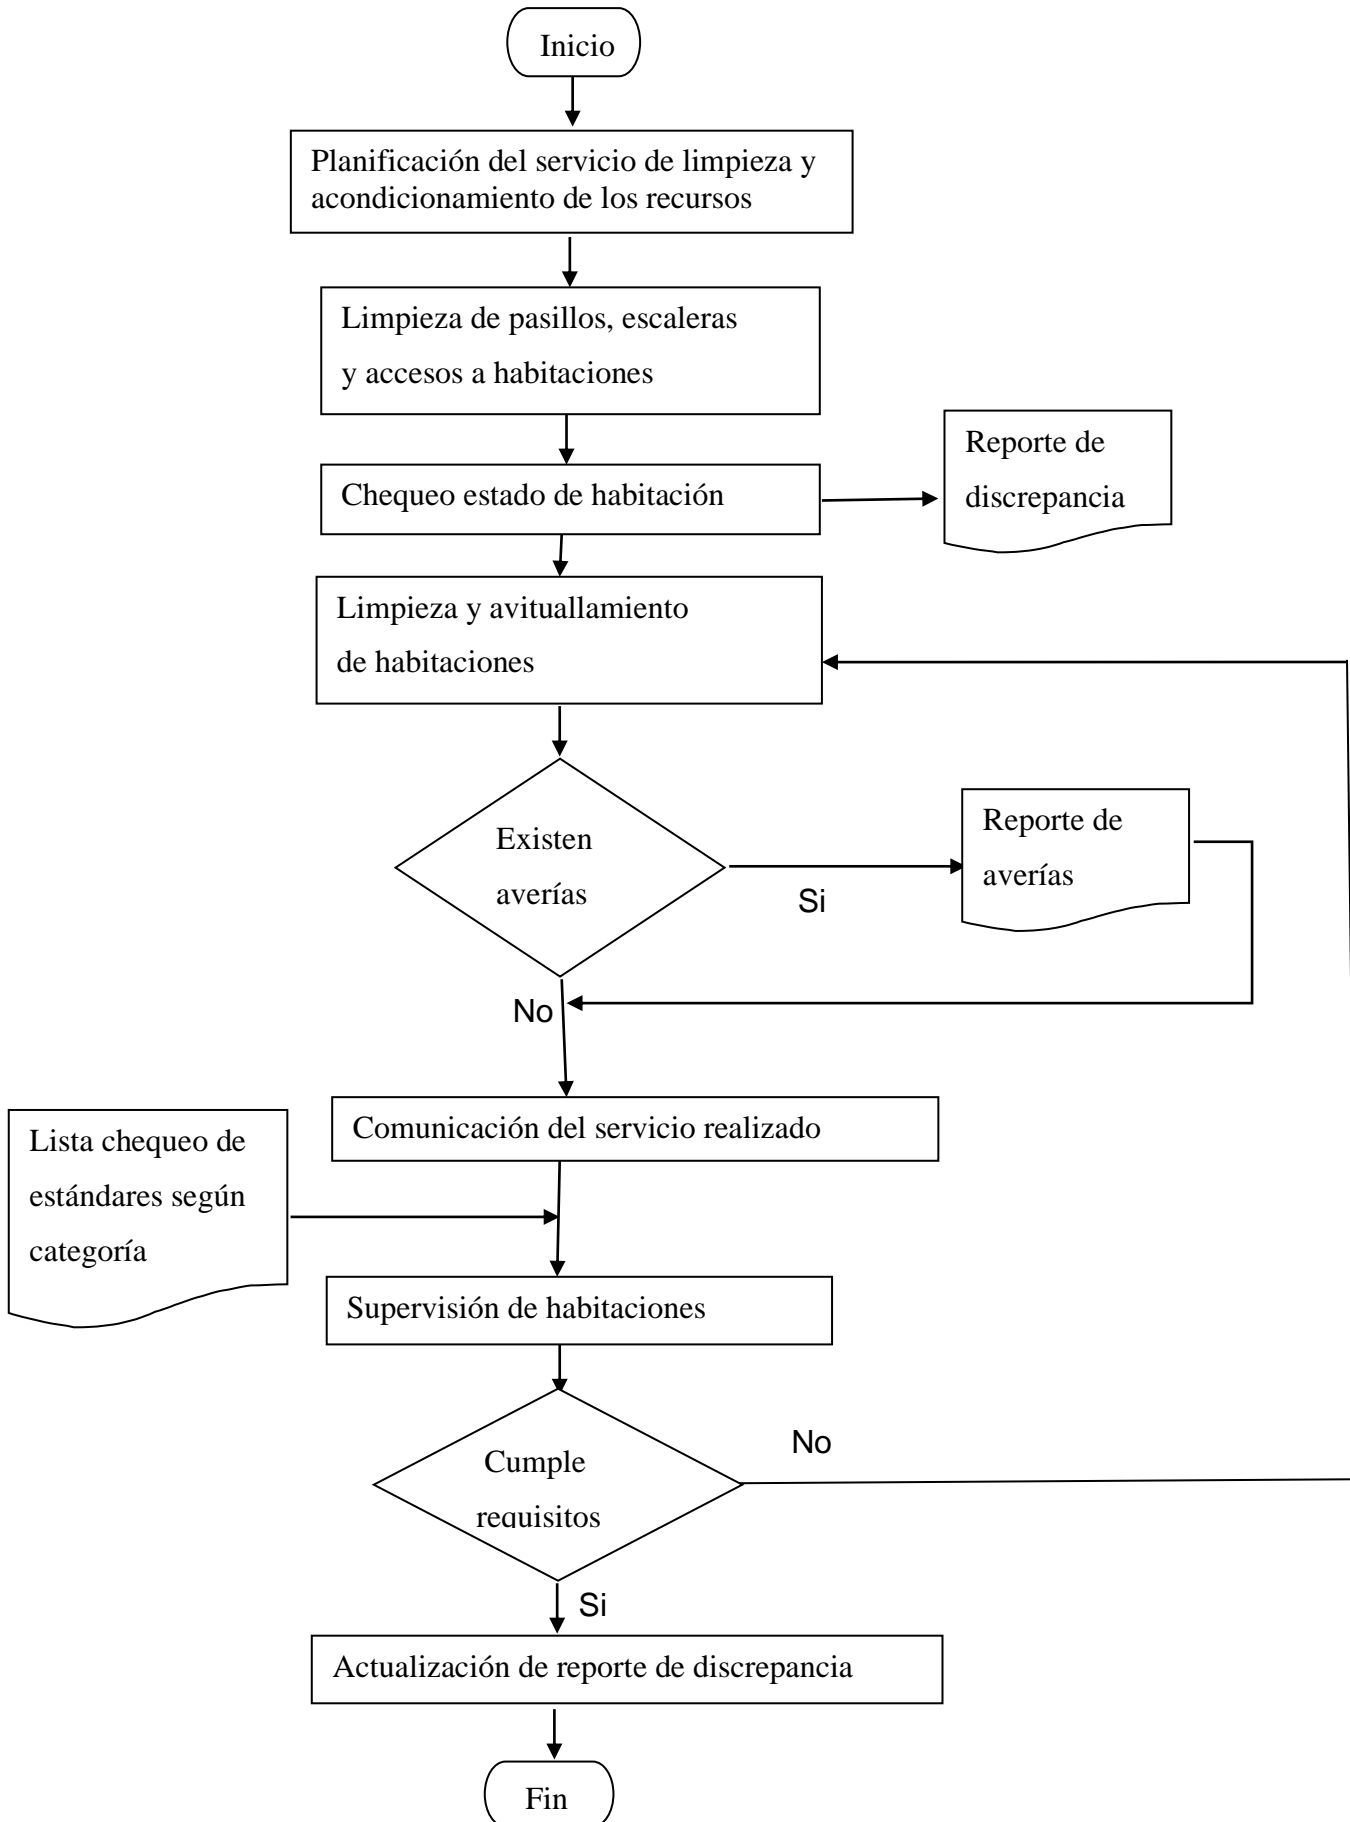 Inicio
Planificación del servicio de limpieza y
acondicionamiento de los recursos
Limpieza de pasillos, escaleras
y accesos a habitaciones
Chequeo estado de habitación
Reporte de
discrepancia
Limpieza y avituallamiento
de habitaciones
Existen
averías
Si
Reporte de
averías
No
Comunicación del servicio realizado
Lista chequeo de
estándares según
categoría
Supervisión de habitaciones
Cumple
requisitos
No
Si
Actualización de reporte de discrepancia
Fin